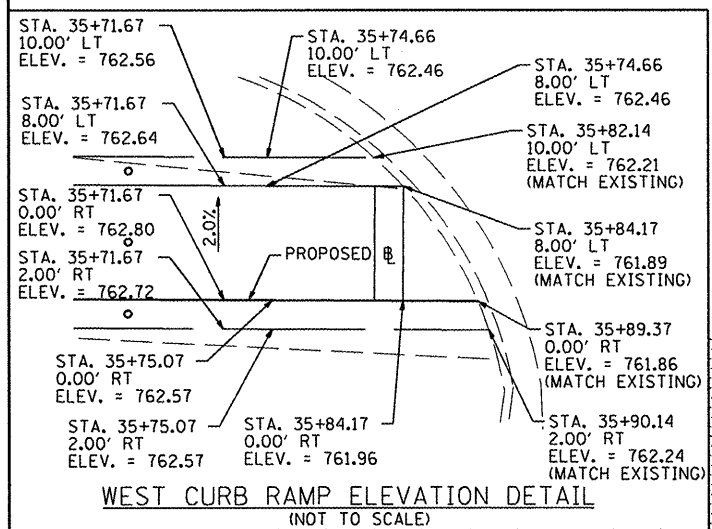 STA. 35+71.67
10.00' LT
ELEV. = 762.56
STA. 35+74.66
10.00' LT
ELEV. = 762.46
STA. 35+74.66
8.00' LT
ELEV. = 762.46
STA. 35+71.67
8.00' LT
ELEV. = 762.64
STA. 35+82.14
10.00' LT
ELEV. = 762.21
(MATCH EXISTING)
STA. 35+71.67
0.00' RT
ELEV. = 762.80
2.0%
STA. 35+84.17
8.00' LT
ELEV. = 761.89
(MATCH EXISTING)
STA. 35+71.67
2.00' RT
ELEV. = 762.72
PROPOSED BL
STA. 35+89.37
0.00' RT
ELEV. = 761.86
(MATCH EXISTING)
STA. 35+75.07
0.00' RT
ELEV. = 762.57
STA. 35+75.07
2.00' RT
ELEV. = 762.57
STA. 35+84.17
0.00' RT
ELEV. = 761.96
STA. 35+90.14
2.00' RT
ELEV. = 762.24
(MATCH EXISTING)
WEST CURB RAMP ELEVATION DETAIL
(NOT TO SCALE)